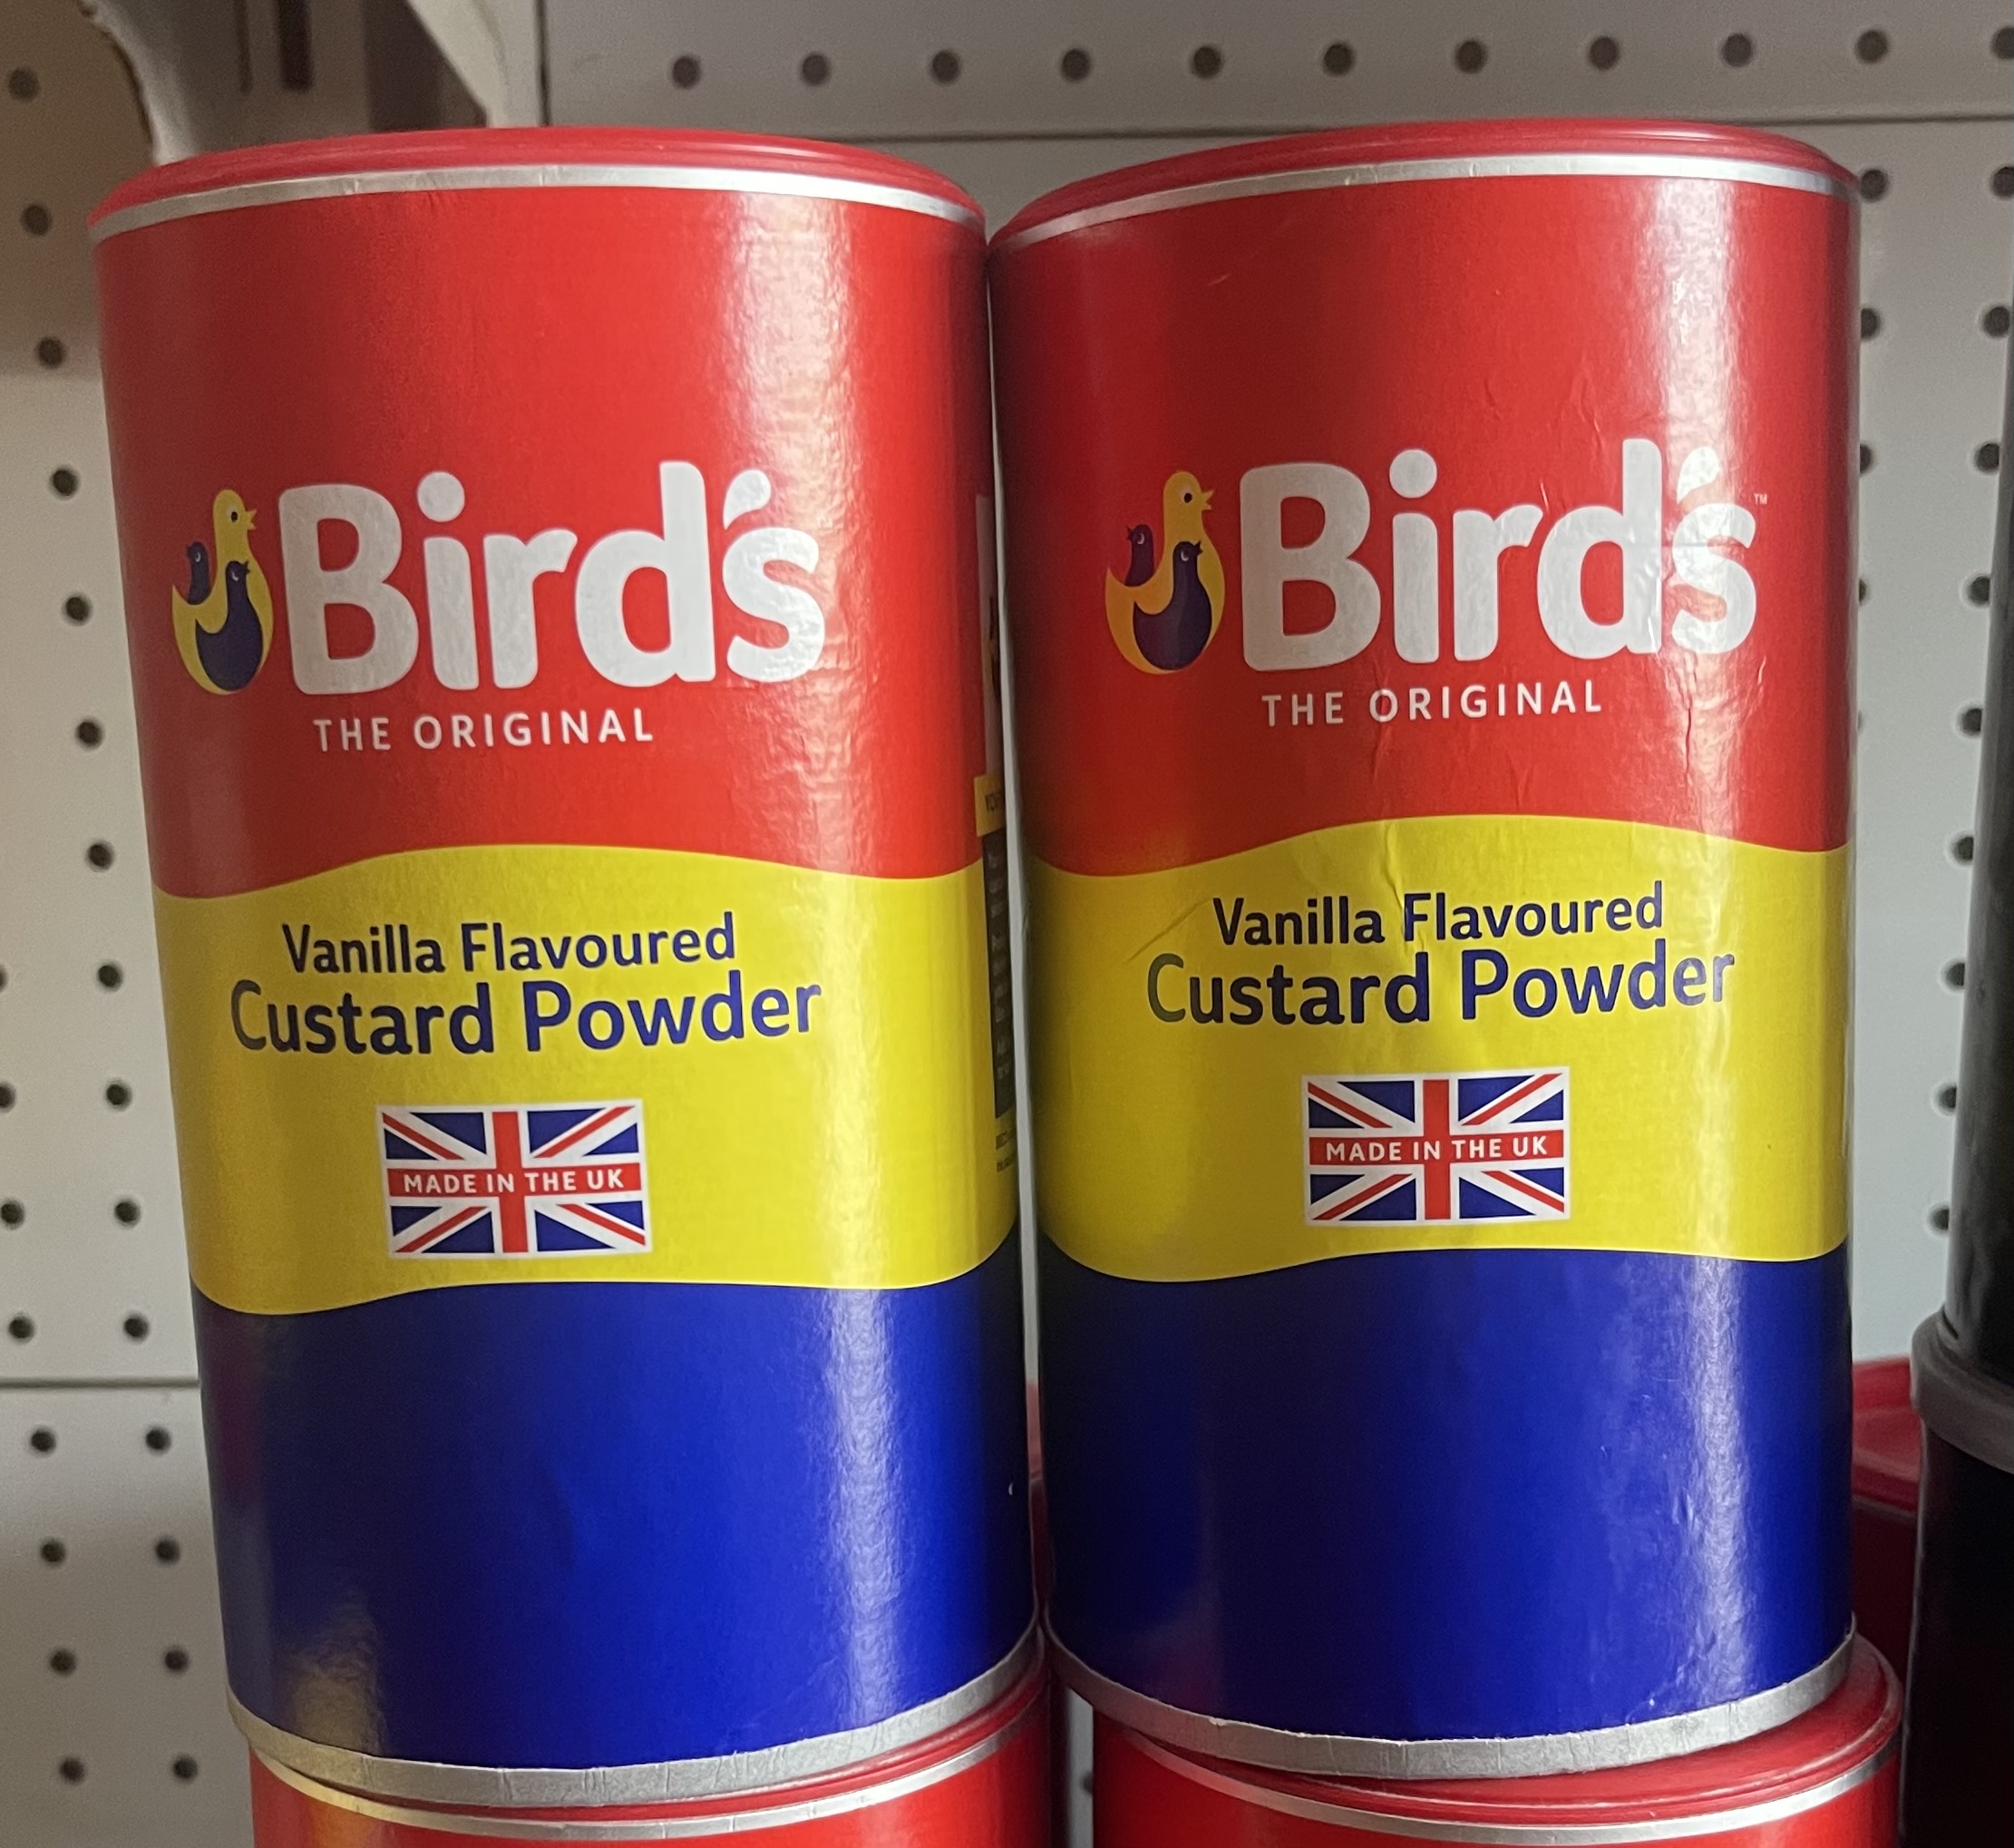 Bird's
THE ORIGINAL
Vanilla Flavoured
Custard Powder
MADE IN THE UK
Bird's™
THE ORIGINAL
Vanilla Flavoured
Custard Powder
MADE IN THE UK